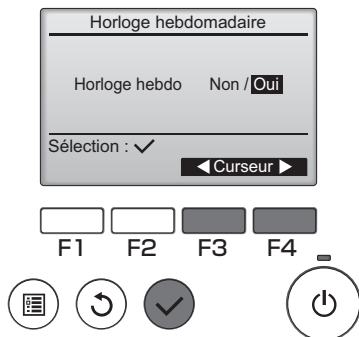 Horloge hebdomadaire
Horloge hebdo Non / Oui
Sélection : ✓
◀ Curseur ▶
F1 F2 F3 F4